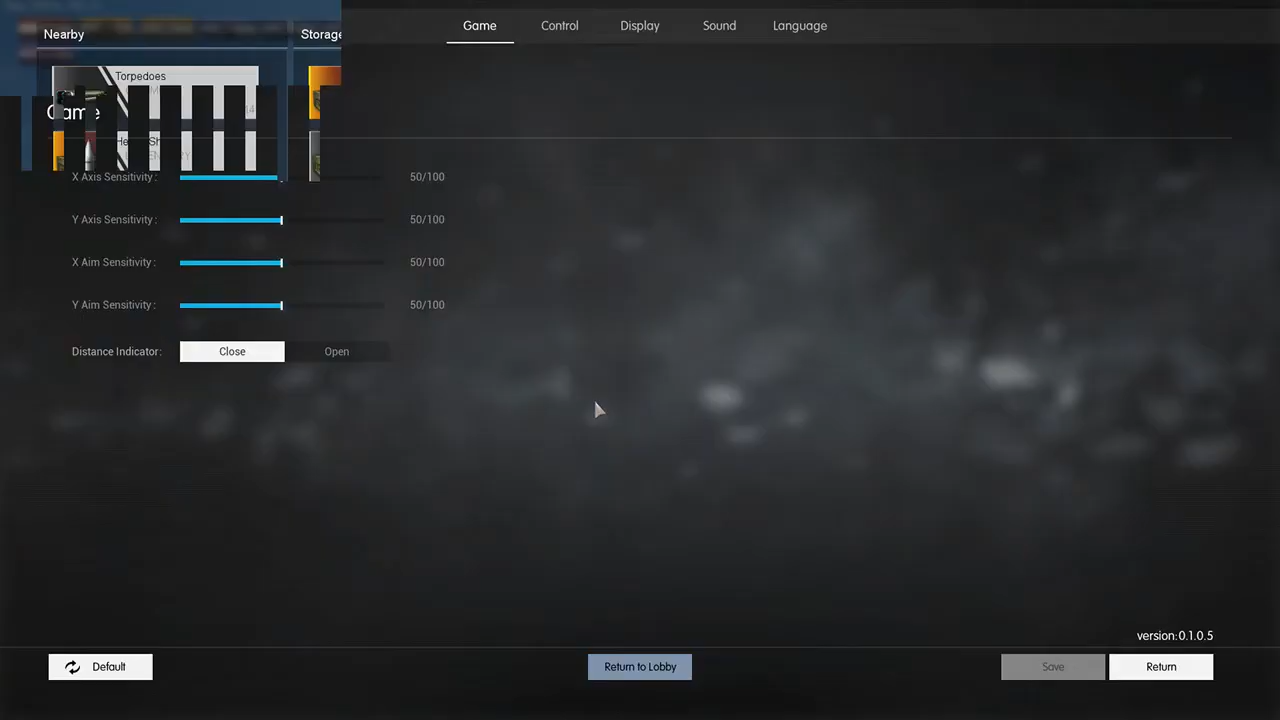 Game Control Display Sound Language
Nearby Storage
Torpedoes
Game
X Axis Sensitivity : 50/100
Y Axis Sensitivity : 50/100
X Aim Sensitivity : 50/100
Y Aim Sensitivity : 50/100
Distance Indicator: Close Open
version:0.1.0.5
Default Return to Lobby Save Return